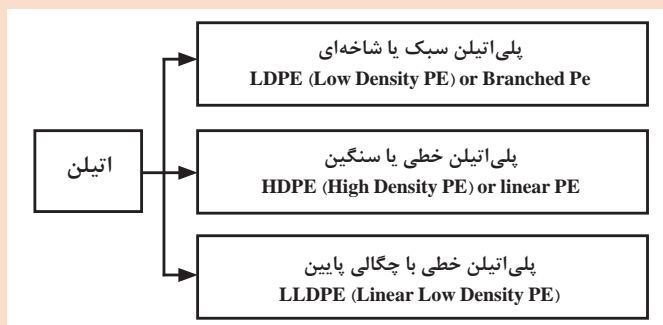 پلی‌اتیلن سبک یا شاخه‌ای
LDPE (Low Density PE) or Branched Pe
اتیلن
پلی‌اتیلن خطی یا سنگین
HDPE (High Density PE) or linear PE
پلی‌اتیلن خطی با چگالی پایین
LLDPE (Linear Low Density PE)